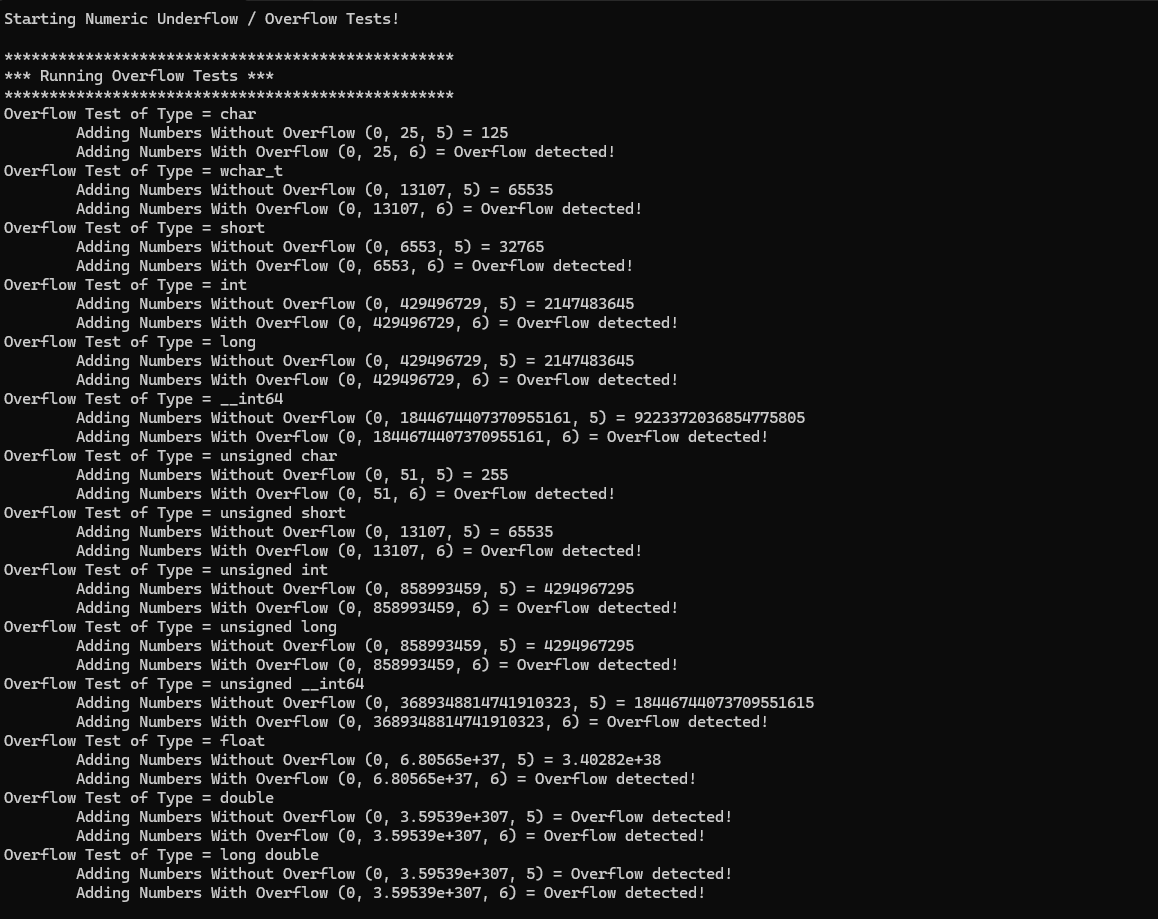 Starting Numeric Underflow / Overflow Tests!
**************************************************
*** Running Overflow Tests ***
**************************************************
Overflow Test of Type = char
Adding Numbers Without Overflow (0, 25, 5) = 125
Adding Numbers With Overflow (0, 25, 6) = Overflow detected!
Overflow Test of Type = wchar_t
Adding Numbers Without Overflow (0, 13107, 5) = 65535
Adding Numbers With Overflow (0, 13107, 6) = Overflow detected!
Overflow Test of Type = short
Adding Numbers Without Overflow (0, 6553, 5) = 32765
Adding Numbers With Overflow (0, 6553, 6) = Overflow detected!
Overflow Test of Type = int
Adding Numbers Without Overflow (0, 429496729, 5) = 2147483645
Adding Numbers With Overflow (0, 429496729, 6) = Overflow detected!
Overflow Test of Type = long
Adding Numbers Without Overflow (0, 429496729, 5) = 2147483645
Adding Numbers With Overflow (0, 429496729, 6) = Overflow detected!
Overflow Test of Type = __int64
Adding Numbers Without Overflow (0, 1844674407370955161, 5) = 9223372036854775805
Adding Numbers With Overflow (0, 1844674407370955161, 6) = Overflow detected!
Overflow Test of Type = unsigned char
Adding Numbers Without Overflow (0, 51, 5) = 255
Adding Numbers With Overflow (0, 51, 6) = Overflow detected!
Overflow Test of Type = unsigned short
Adding Numbers Without Overflow (0, 13107, 5) = 65535
Adding Numbers With Overflow (0, 13107, 6) = Overflow detected!
Overflow Test of Type = unsigned int
Adding Numbers Without Overflow (0, 858993459, 5) = 4294967295
Adding Numbers With Overflow (0, 858993459, 6) = Overflow detected!
Overflow Test of Type = unsigned long
Adding Numbers Without Overflow (0, 858993459, 5) = 4294967295
Adding Numbers With Overflow (0, 858993459, 6) = Overflow detected!
Overflow Test of Type = unsigned __int64
Adding Numbers Without Overflow (0, 3689348814741910323, 5) = 18446744073709551615
Adding Numbers With Overflow (0, 3689348814741910323, 6) = Overflow detected!
Overflow Test of Type = float
Adding Numbers Without Overflow (0, 6.80565e+37, 5) = 3.40282e+38
Adding Numbers With Overflow (0, 6.80565e+37, 6) = Overflow detected!
Overflow Test of Type = double
Adding Numbers Without Overflow (0, 3.59539e+307, 5) = Overflow detected!
Adding Numbers With Overflow (0, 3.59539e+307, 6) = Overflow detected!
Overflow Test of Type = long double
Adding Numbers Without Overflow (0, 3.59539e+307, 5) = Overflow detected!
Adding Numbers With Overflow (0, 3.59539e+307, 6) = Overflow detected!